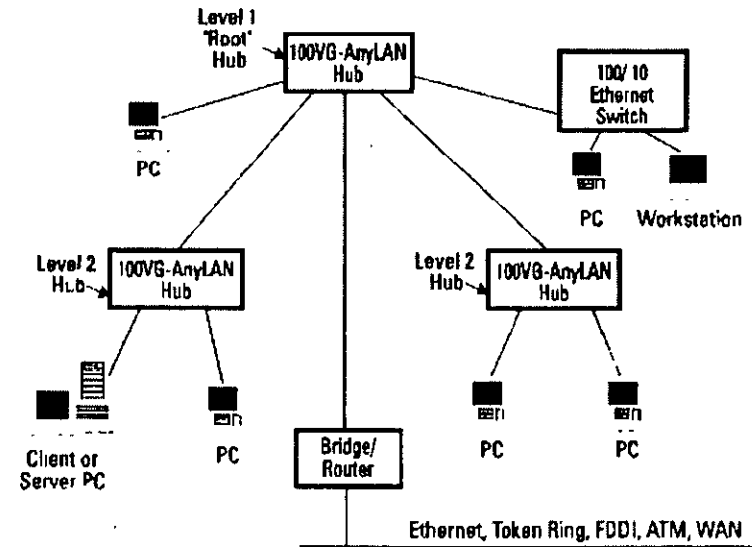 Level 1
"Root"
Hub
100VG-AnyLAN
Hub
100/10
Ethernet
Switch
PC
PC
Workstation
Level 2
Hub
100VG-AnyLAN
Hub
Level 2
Hub
100VG-AnyLAN
Hub
Client or
Server PC
PC
Bridge/
Router
PC
PC
Ethernet, Token Ring, FDDI, ATM, WAN